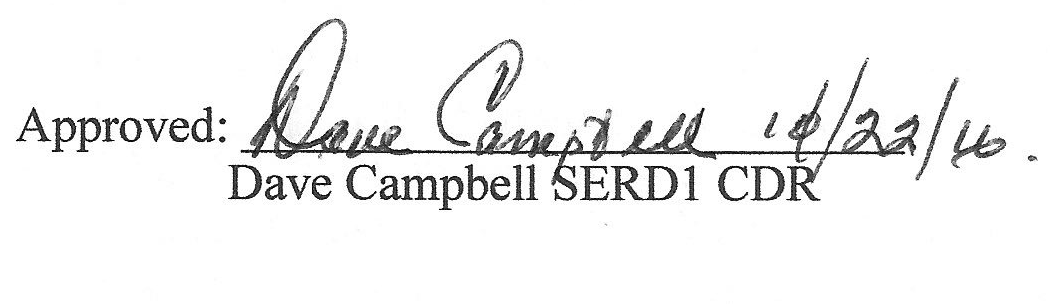 Approved: Dave Campbell 10/22/16.
Dave Campbell SERD1 CDR